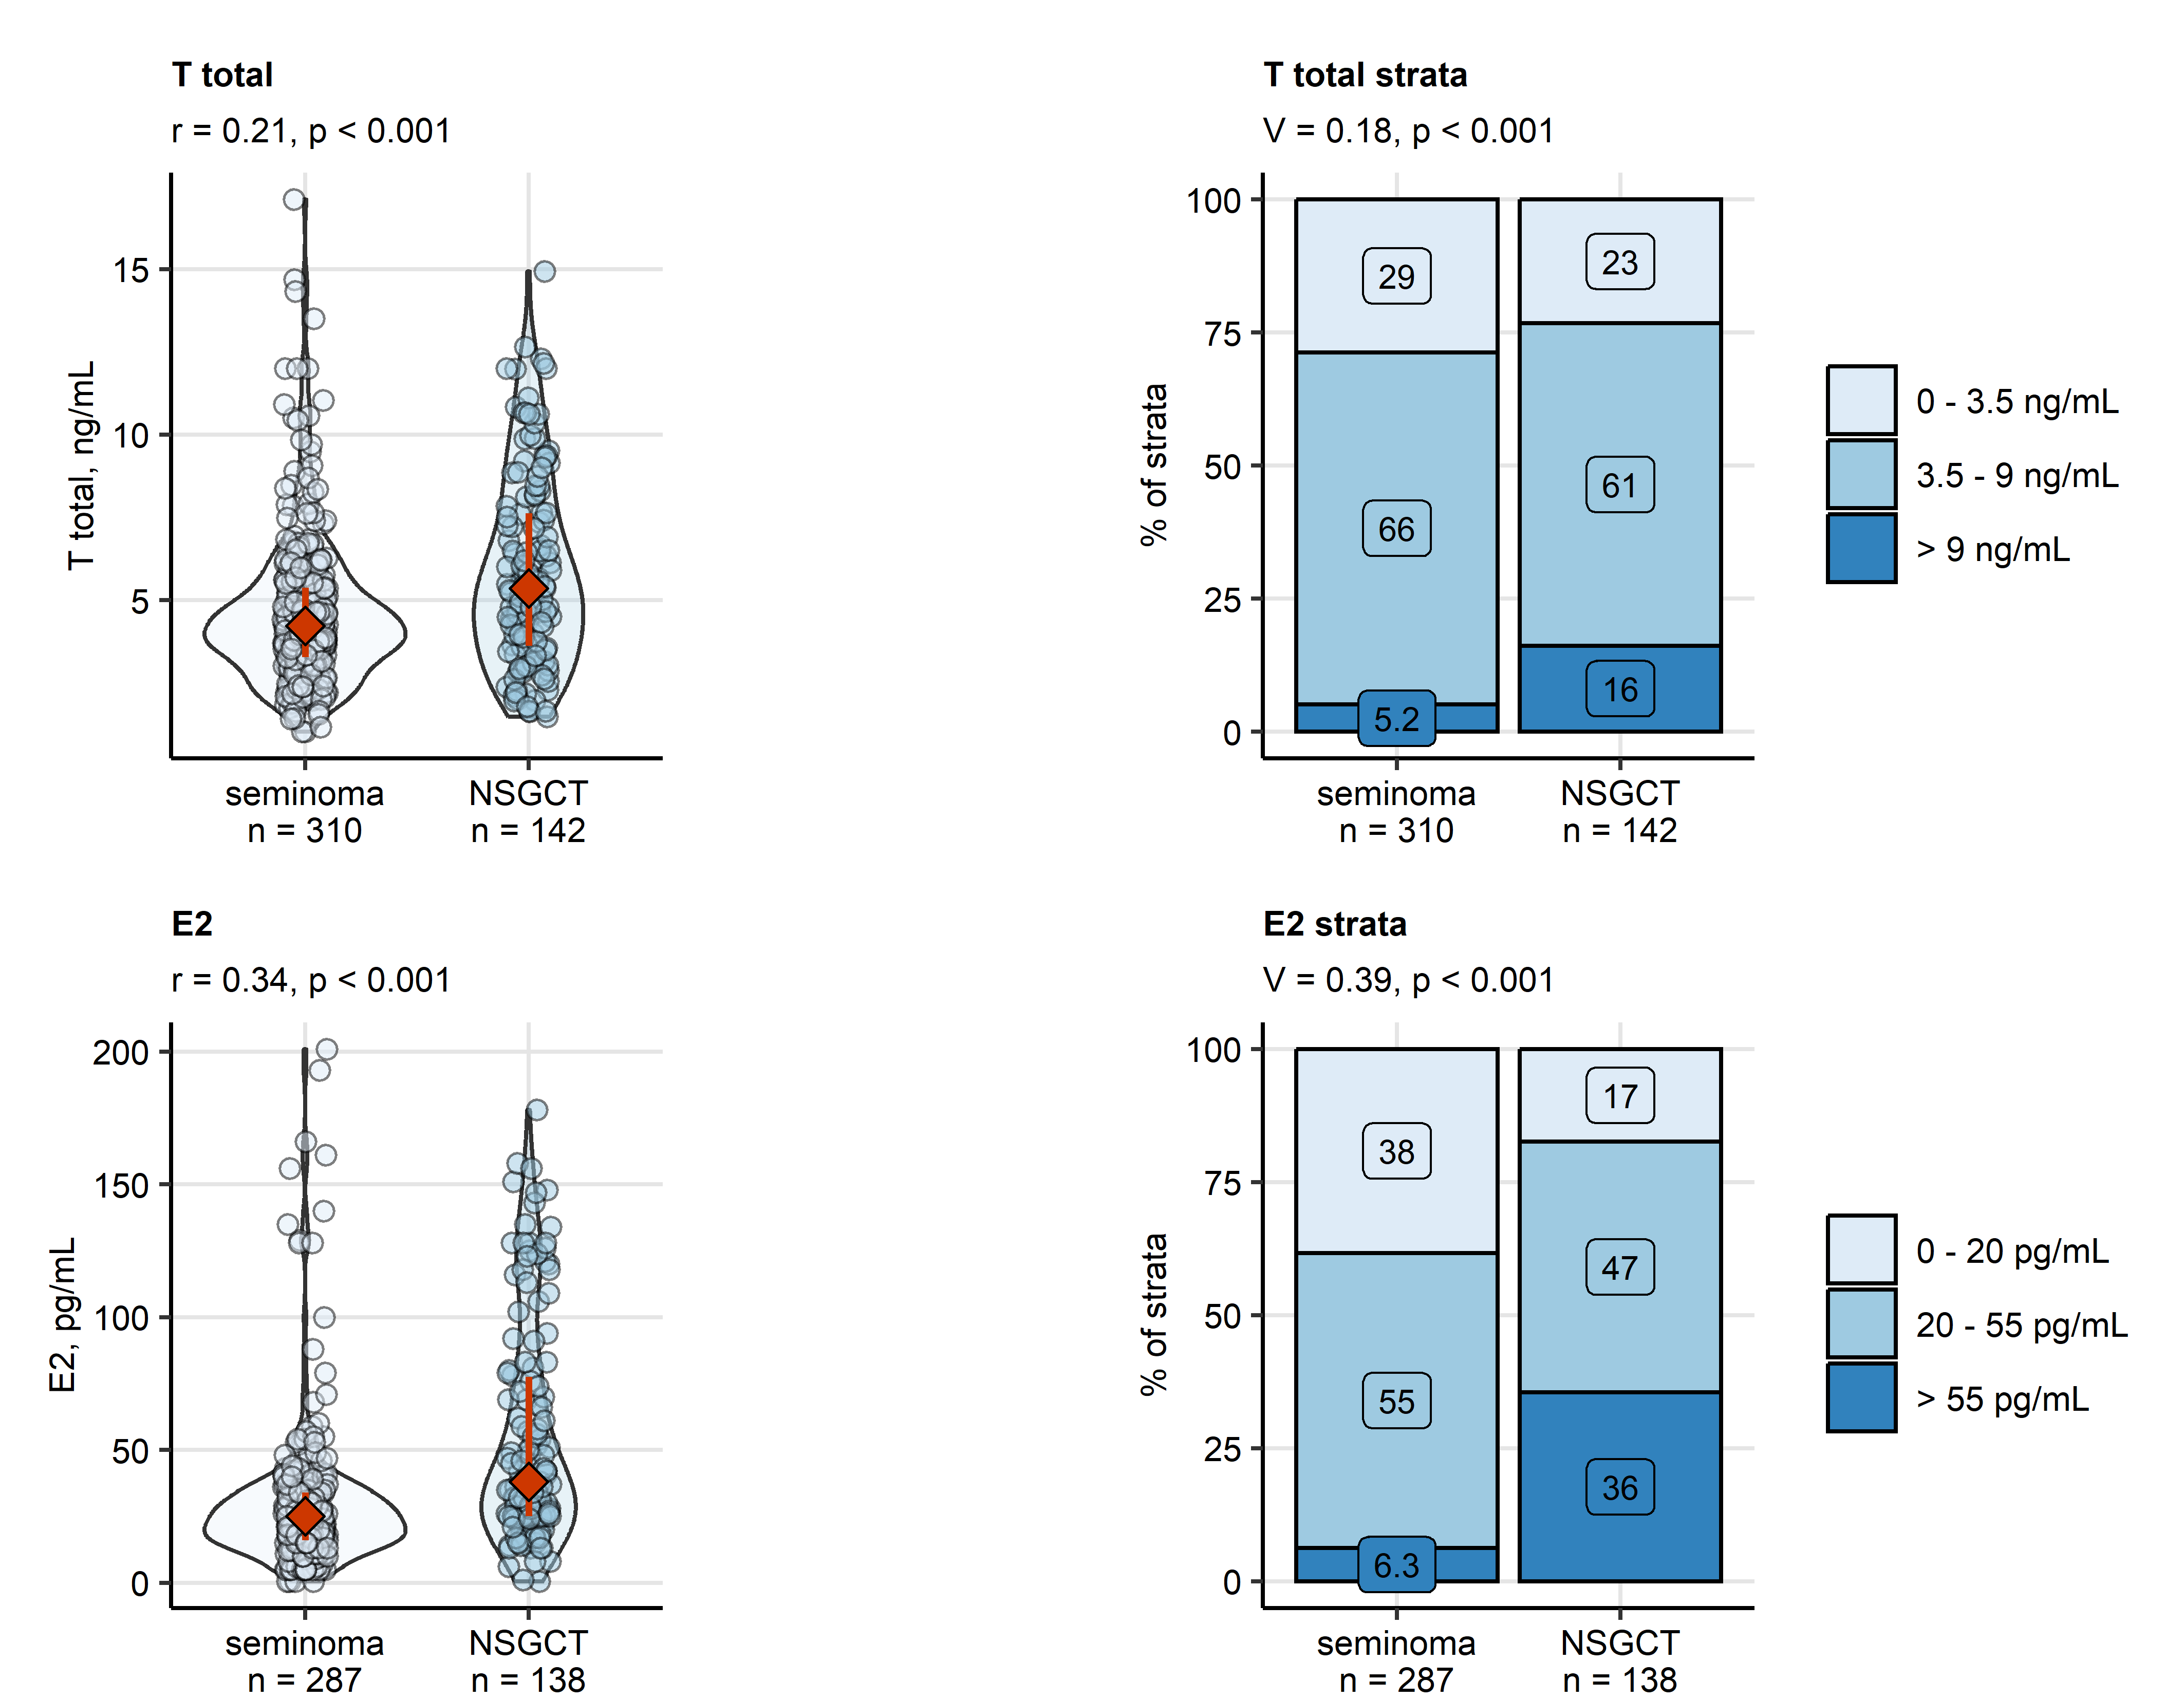 T total
r = 0.21, p < 0.001
T total, ng/mL
15
10
5
seminoma
n = 310
NSGCT
n = 142
T total strata
V = 0.18, p < 0.001
% of strata
100
75
50
25
0
29
66
5.2
23
61
16
seminoma
n = 310
NSGCT
n = 142
0 - 3.5 ng/mL
3.5 - 9 ng/mL
> 9 ng/mL
E2
r = 0.34, p < 0.001
E2, pg/mL
200
150
100
50
0
seminoma
n = 287
NSGCT
n = 138
E2 strata
V = 0.39, p < 0.001
% of strata
100
75
50
25
0
38
55
6.3
17
47
36
seminoma
n = 287
NSGCT
n = 138
0 - 20 pg/mL
20 - 55 pg/mL
> 55 pg/mL